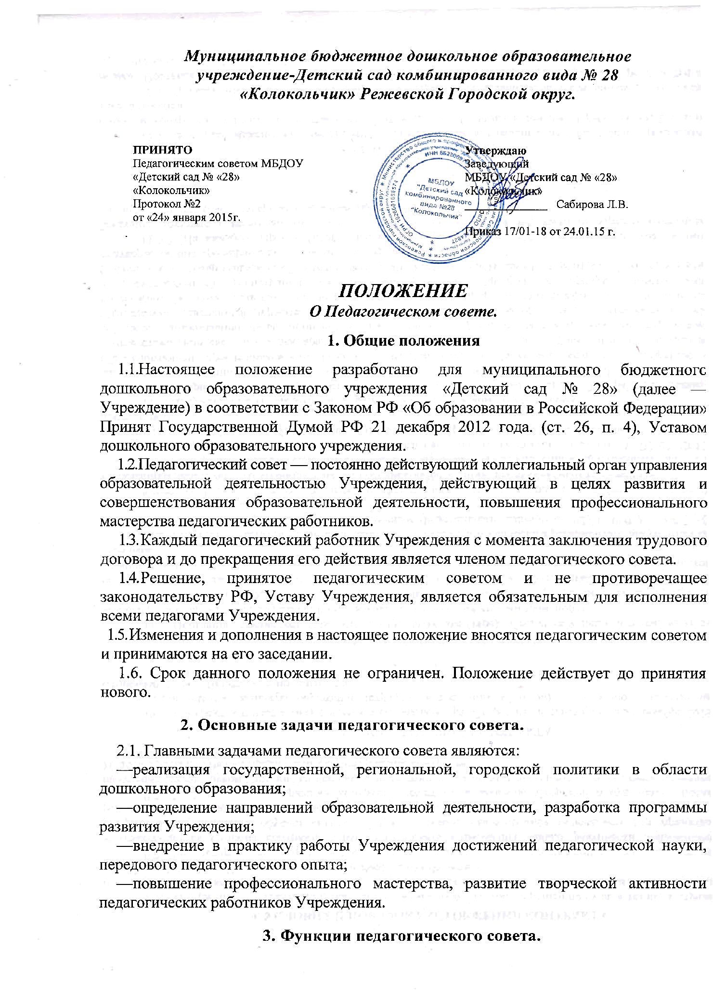 Муниципальное бюджетное дошкольное образовательное
учреждение-Детский сад комбинированного вида № 28
«Колокольчик» Режевской Городской округ.
ПРИНЯТО
Педагогическим советом МБДОУ
«Детский сад № «28»
«Колокольчик»
Протокол №2
от «24» января 2015г.
МБДОУ
"Детский сад
комбинированного
вида №28
"Колокольчик"
Утверждаю
Заведующий
МБДОУ «Детский сад № «28»
«Колокольчик»
Сабирова Л.В.
Приказ 17/01-18 от 24.01.15 г.
ПОЛОЖЕНИЕ
О Педагогическом совете.
1. Общие положения
1.1.Настоящее положение разработано для муниципального бюджетногс
дошкольного образовательного учреждения «Детский сад № 28» (далее —
Учреждение) в соответствии с Законом РФ «Об образовании в Российской Федерации»
Принят Государственной Думой РФ 21 декабря 2012 года. (ст. 26, п. 4), Уставом
дошкольного образовательного учреждения.
1.2.Педагогический совет — постоянно действующий коллегиальный орган управления
образовательной деятельностью Учреждения, действующий в целях развития и
совершенствования образовательной деятельности, повышения профессионального
мастерства педагогических работников.
1.3.Каждый педагогический работник Учреждения с момента заключения трудового
договора и до прекращения его действия является членом педагогического совета.
1.4.Решение, принятое педагогическим советом и не противоречащее
законодательству РФ, Уставу Учреждения, является обязательным для исполнения
всеми педагогами Учреждения.
1.5.Изменения и дополнения в настоящее положение вносятся педагогическим советом
и принимаются на его заседании.
1.6. Срок данного положения не ограничен. Положение действует до принятия
нового.
2. Основные задачи педагогического совета.
2.1. Главными задачами педагогического совета являются:
—реализация государственной, региональной, городской политики в области
дошкольного образования;
—определение направлений образовательной деятельности, разработка программы
развития Учреждения;
—внедрение в практику работы Учреждения достижений педагогической науки,
передового педагогического опыта;
—повышение профессионального мастерства, развитие творческой активности
педагогических работников Учреждения.
3. Функции педагогического совета.